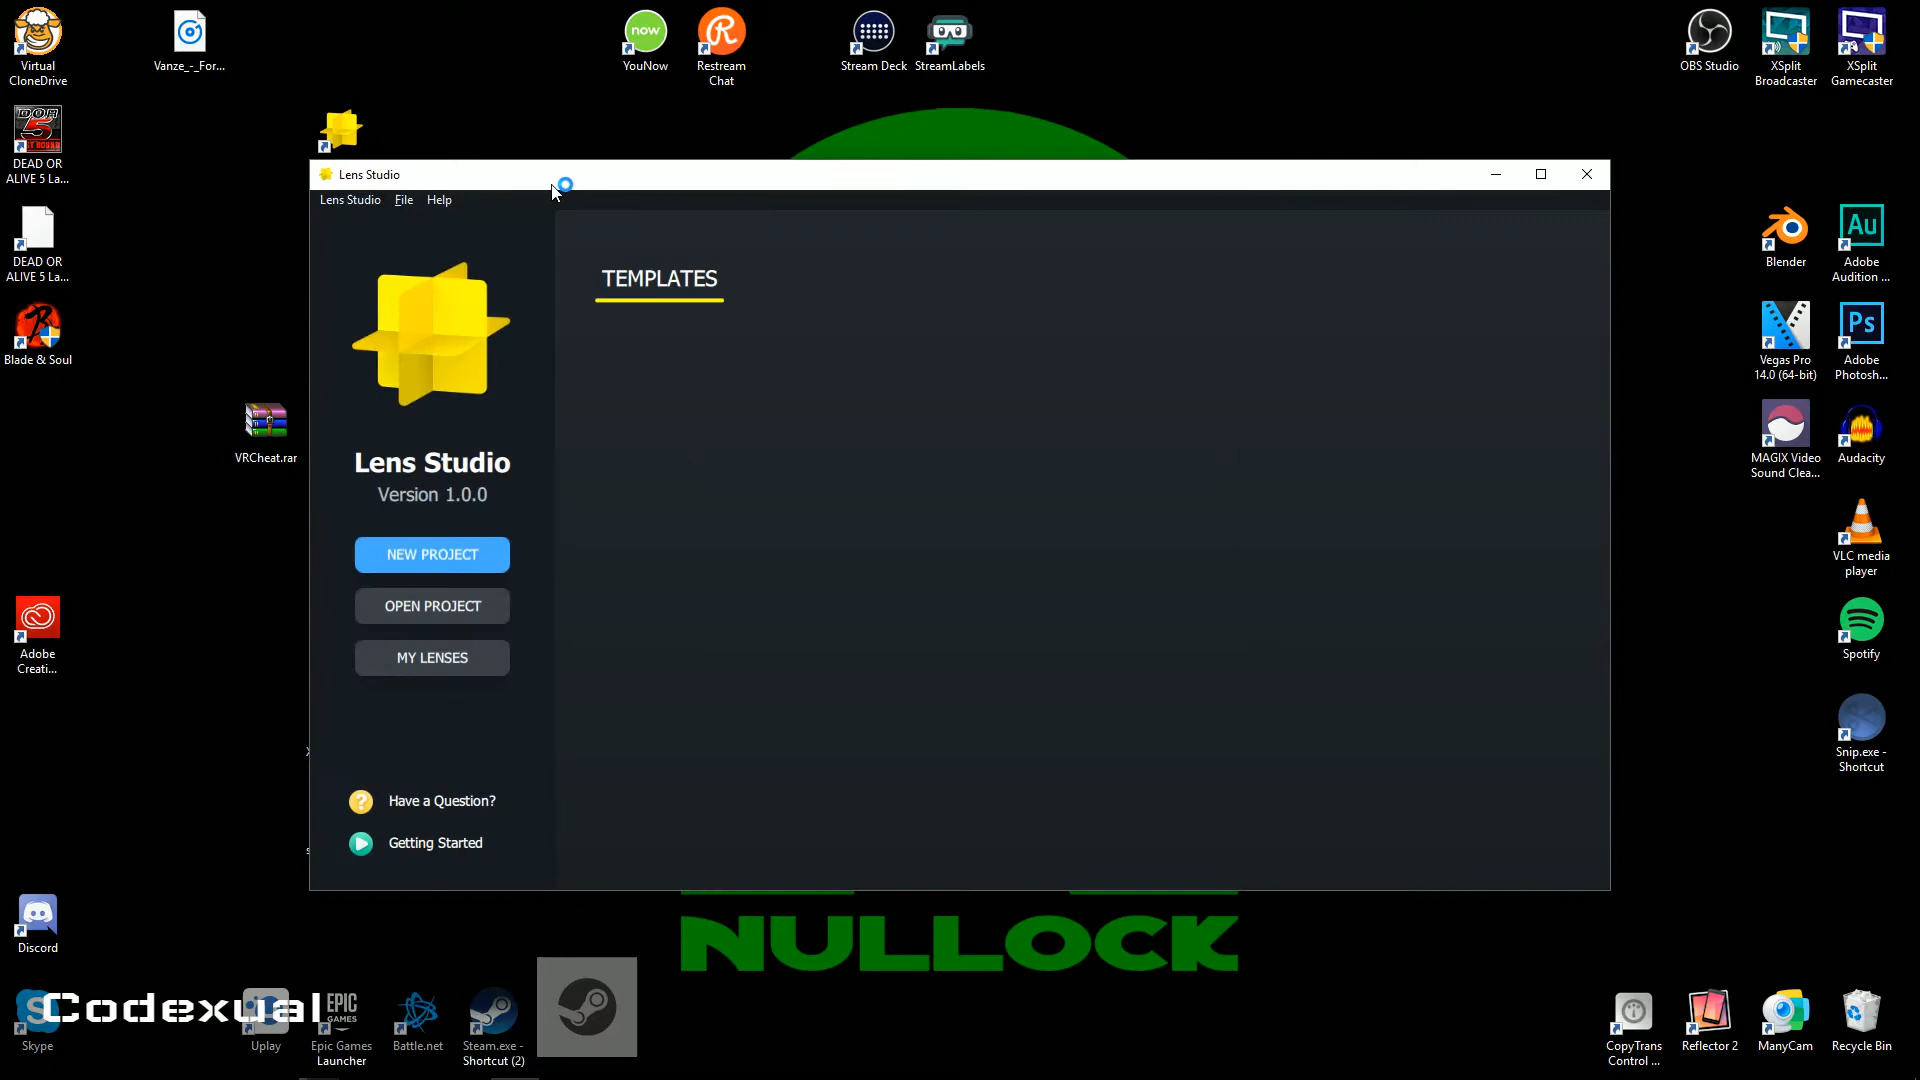 Virtual
CloneDrive
Vanze_-_For...
now
YouNow
Restream
Chat
Stream Deck
StreamLabels
OBS Studio
XSplit
Broadcaster
XSplit
Gamecaster
DEAD OR
ALIVE 5 La...
DEAD OR
ALIVE 5 La...
Blade & Soul
VRCheat.rar
Adobe
Creati...
Discord
Skype
Codexual
Uplay
EPIC
GAMES
Epic Games
Launcher
Battle.net
Steam.exe -
Shortcut (2)
Lens Studio
Lens Studio
File
Help
TEMPLATES
Lens Studio
Version 1.0.0
NEW PROJECT
OPEN PROJECT
MY LENSES
Have a Question?
Getting Started
NULLOCK
Blender
Au
Adobe
Audition ...
Vegas Pro
14.0 (64-bit)
Ps
Adobe
Photosh...
MAGIX Video
Sound Clea...
Audacity
VLC media
player
Spotify
Snip.exe -
Shortcut
CopyTrans
Control ...
Reflector 2
ManyCam
Recycle Bin